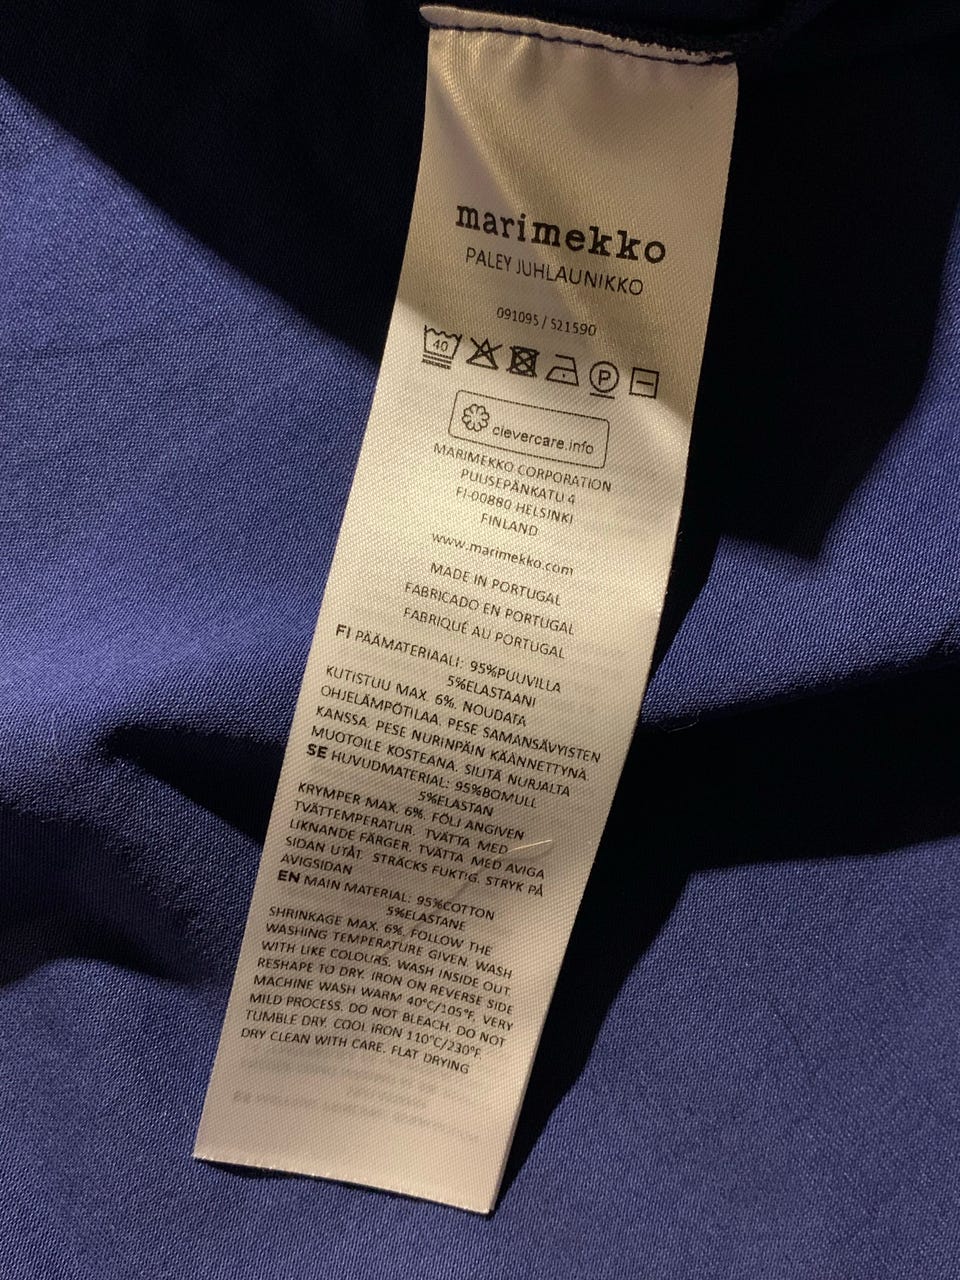 marimekko
PALEY JUHLAUNIKKO
091095 / 521590
40
P
clevercare.info
MARIMEKKO CORPORATION
PUUSEPÄNKATU 4
FI-00880 HELSINKI
FINLAND
www.marimekko.com
MADE IN PORTUGAL
FABRICADO EN PORTUGAL
FABRIQUÉ AU PORTUGAL
FI PÄÄMATERIAALI: 95%PUUVILLA
5%ELASTAANI
KUTISTUU MAX. 6%. NOUDATA
OHJELÄMPÖTILAA. PESE SAMANSÄVYISTEN
KANSSA. PESE NURINPÄIN KÄÄNNETTYNÄ.
MUOTOILE KOSTEANA. SILITÄ NURJALTA
SE HUVUDMATERIAL: 95%BOMULL
5%ELASTAN
KRYMPER MAX. 6%. FÖLJ ANGIVEN
TVÄTTEMPERATUR. TVÄTTA MED
LIKNANDE FÄRGER. TVÄTTA MED AVIGA
SIDAN UTÅT. STRÄCKS FUKTIG. STRYK PÅ
AVIGSIDAN
EN MAIN MATERIAL: 95%COTTON
5%ELASTANE
SHRINKAGE MAX. 6%. FOLLOW THE
WASHING TEMPERATURE GIVEN. WASH
WITH LIKE COLOURS. WASH INSIDE OUT.
RESHAPE TO DRY. IRON ON REVERSE SIDE
MACHINE WASH WARM 40°C/105°F, VERY
MILD PROCESS. DO NOT BLEACH. DO NOT
TUMBLE DRY. COOL IRON 110°C/230°F.
DRY CLEAN WITH CARE. FLAT DRYING